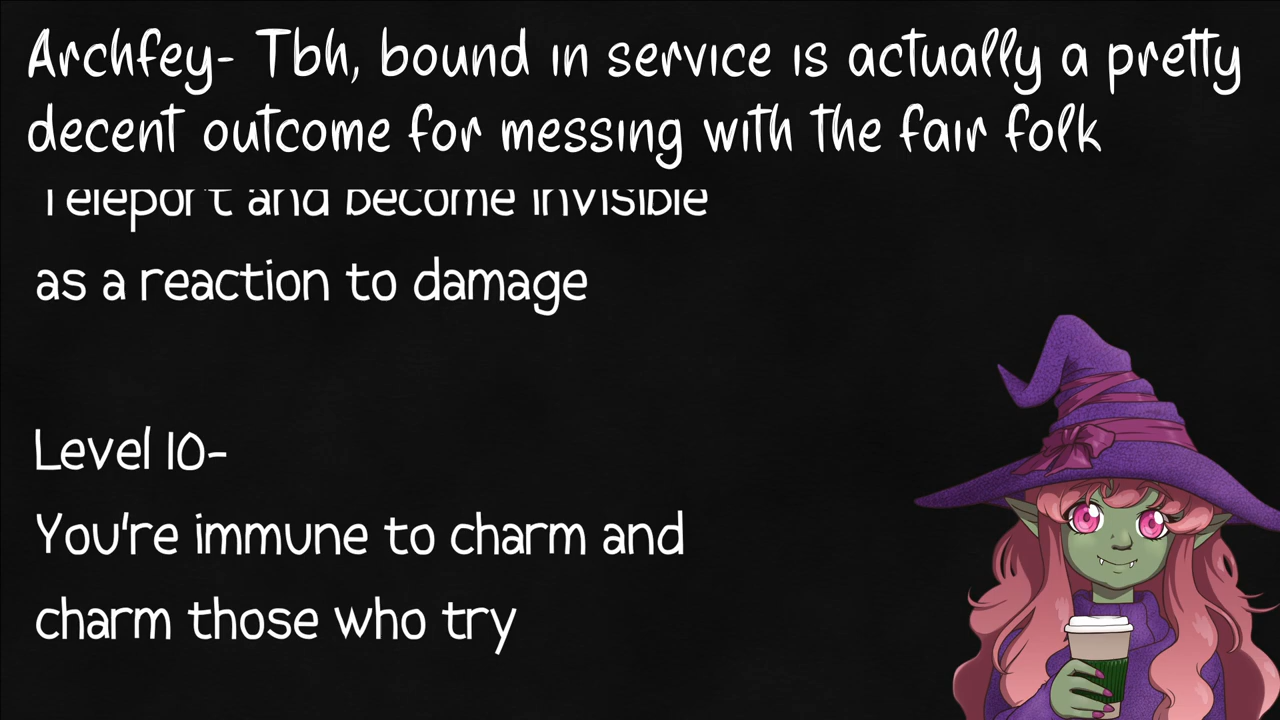 Archfey- Tbh, bound in service is actually a pretty
decent outcome for messing with the fair folk
Teleport and become invisible
as a reaction to damage
Level 10-
You're immune to charm and
charm those who try